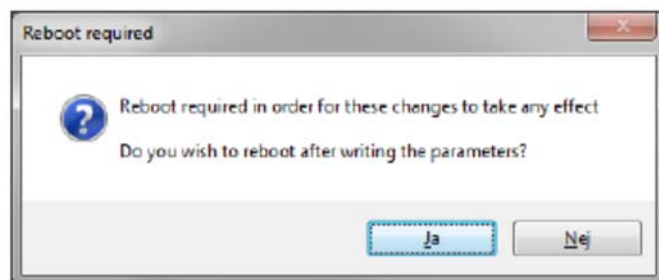 Reboot required
Reboot required in order for these changes to take any effect
Do you wish to reboot after writing the parameters?
Ja
Nej